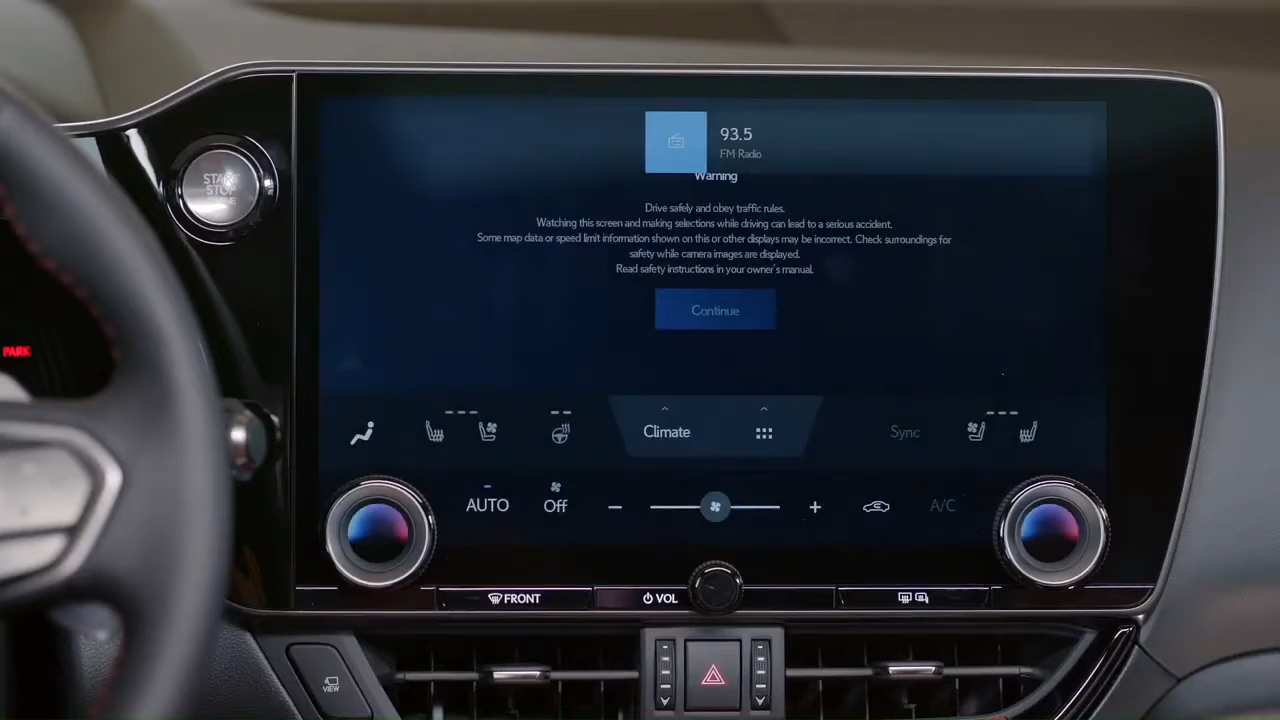 93.5
FM Radio
START
STOP
Warning
Drive safely and obey traffic rules.
Watching this screen and making selections while driving can lead to a serious accident.
Some map data or speed limit information shown on this or other displays may be incorrect. Check surroundings for
safety while camera images are displayed.
Read safety instructions in your owner's manual.
Continue
PARK
Climate
Sync
AUTO
Off
A/C
FRONT
VOL
VIEW